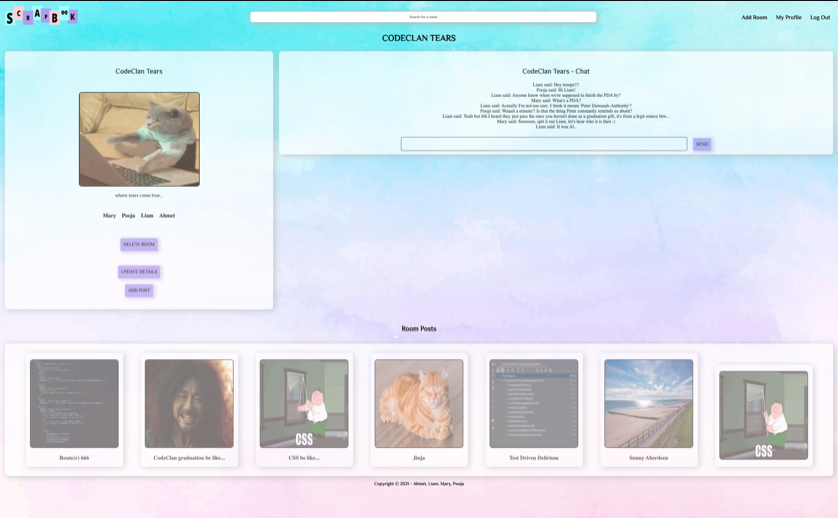 SCRAPBOOK
Search for a room
Add Room My Profile Log Out
CODECLAN TEARS
CodeClan Tears
where tears come true...
Mary Pooja Liam Ahmet
DELETE ROOM
UPDATE DETAILS
ADD POST
CodeClan Tears - Chat
Liam said: Hey troups!!!
Pooja said: Hi Liam!
Liam said: Anyone know when we're supposed to finish the PDA by?
Mary said: What's a PDA?
Liam said: Actually I'm not too sure, I think it means 'Peter Demands Authority'?
Pooja said: Waaait a minute!! Is that the thing Peter constantly reminds us about?
Liam said: Yeah but tbh I heard they just pass the ones you haven't done as a graduation gift, it's from a legit source btw...
Mary said: Soooooo, spit it out Liam, let's hear who it is then :)
Liam said: It was Al..
SEND
Room Posts
Route(r) 666
CodeClan graduation be like...
CSS
CSS be like...
Jinja
Test Driven Delirium
Sunny Aberdeen
CSS
Copyright © 2021 - Ahmet, Liam, Mary, Pooja